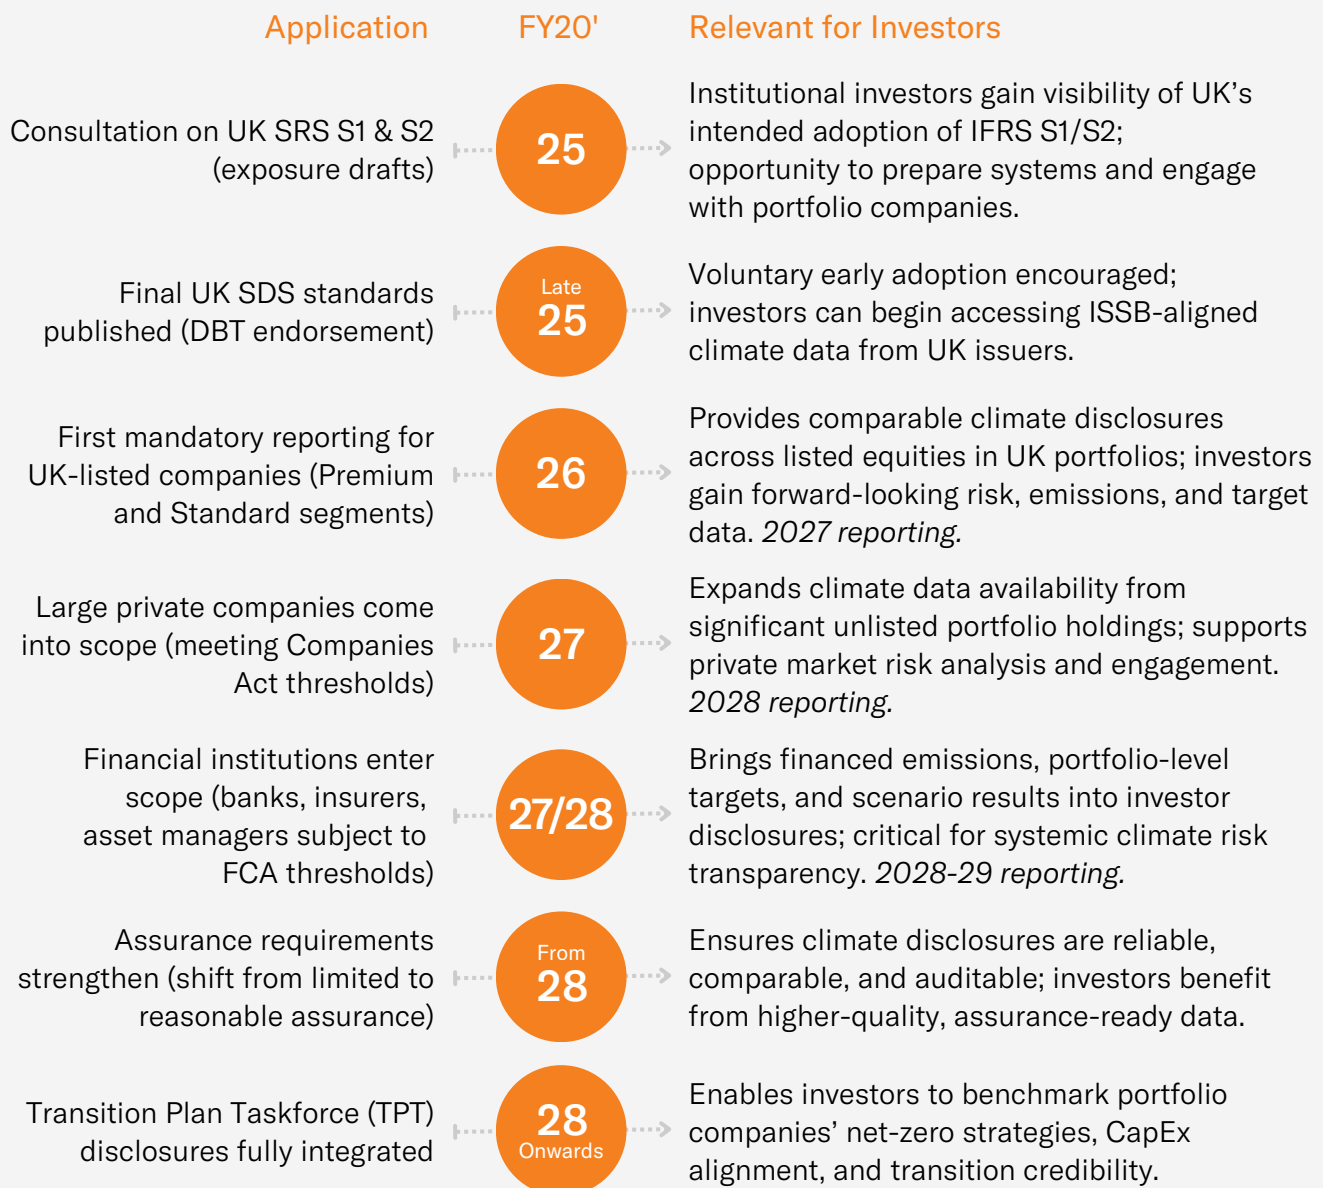 Application FY20' Relevant for Investors
Consultation on UK SRS S1 & S2
(exposure drafts)
25
Institutional investors gain visibility of UK’s
intended adoption of IFRS S1/S2;
opportunity to prepare systems and engage
with portfolio companies.
Final UK SDS standards
published (DBT endorsement)
Late
25
Voluntary early adoption encouraged;
investors can begin accessing ISSB-aligned
climate data from UK issuers.
First mandatory reporting for
UK-listed companies (Premium
and Standard segments)
26
Provides comparable climate disclosures
across listed equities in UK portfolios; investors
gain forward-looking risk, emissions, and target
data. 2027 reporting.
Large private companies come
into scope (meeting Companies
Act thresholds)
27
Expands climate data availability from
significant unlisted portfolio holdings; supports
private market risk analysis and engagement.
2028 reporting.
Financial institutions enter
scope (banks, insurers,
asset managers subject to
FCA thresholds)
27/28
Brings financed emissions, portfolio-level
targets, and scenario results into investor
disclosures; critical for systemic climate risk
transparency. 2028-29 reporting.
Assurance requirements
strengthen (shift from limited to
reasonable assurance)
From
28
Ensures climate disclosures are reliable,
comparable, and auditable; investors benefit
from higher-quality, assurance-ready data.
Transition Plan Taskforce (TPT)
disclosures fully integrated
28
Onwards
Enables investors to benchmark portfolio
companies’ net-zero strategies, CapEx
alignment, and transition credibility.